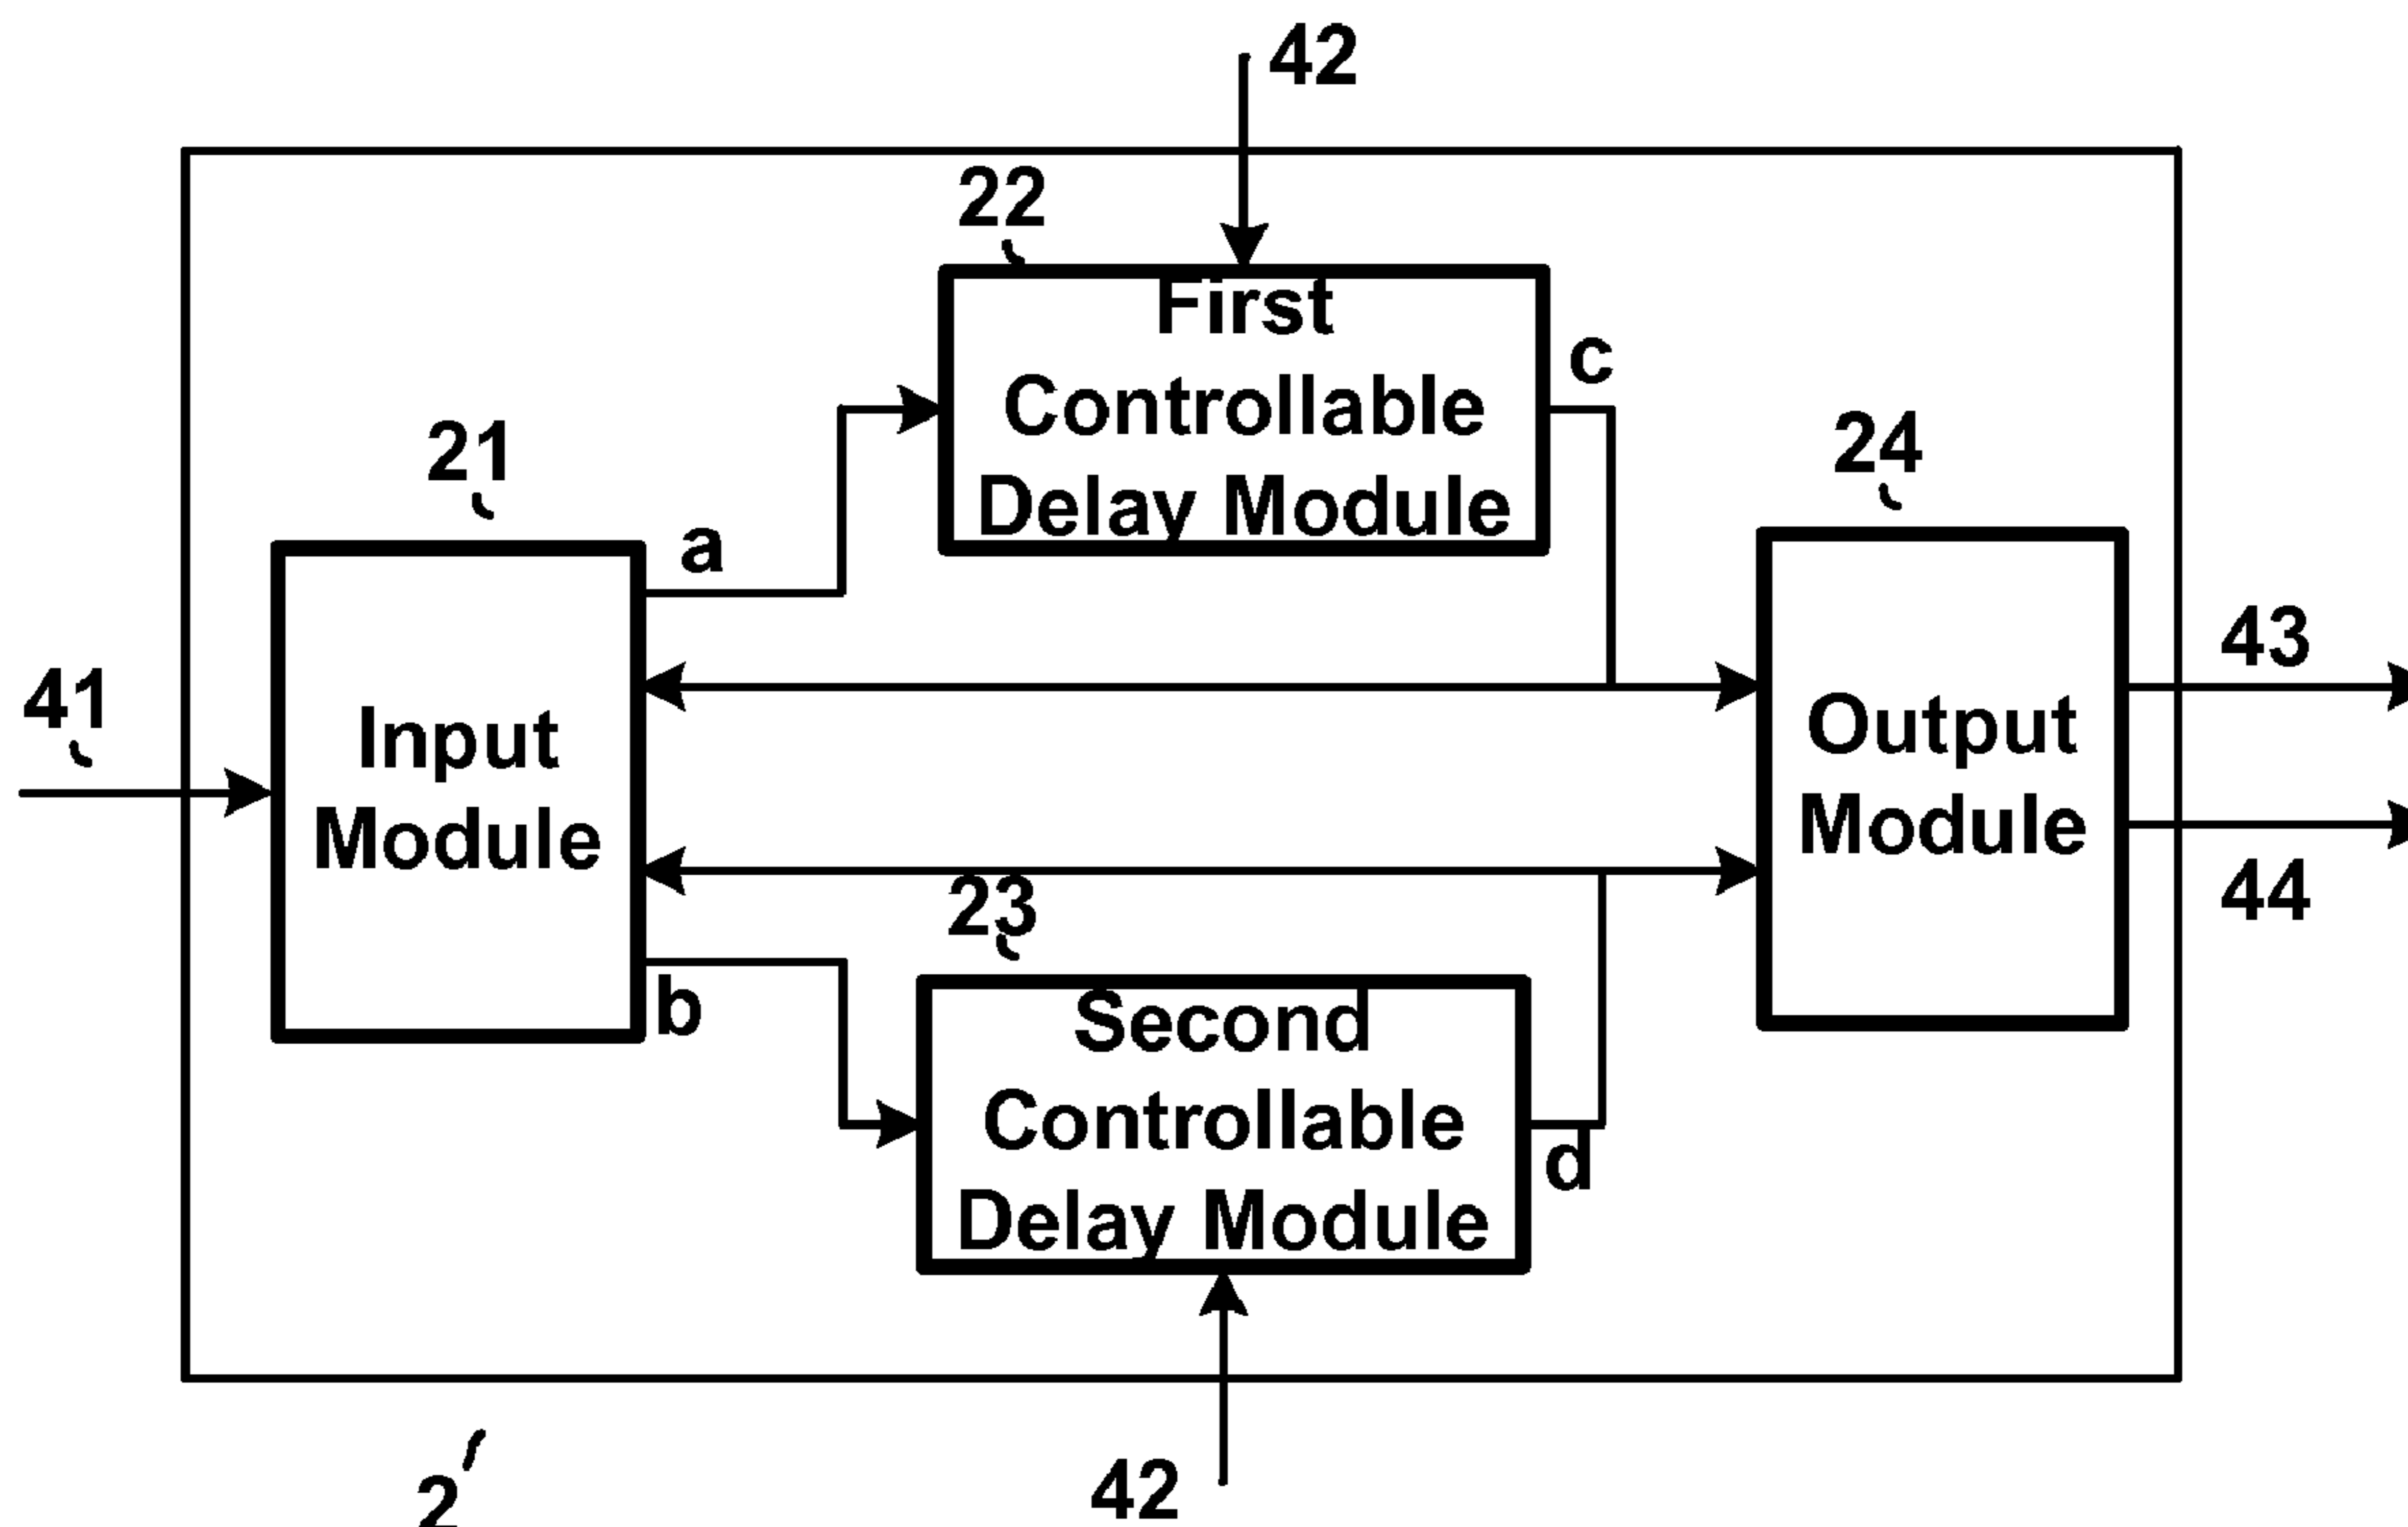 42
22
First
Controllable
Delay Module
c
21
24
a
43
41
Input
Module
Output
Module
23
44
b
Second
Controllable
Delay Module
d
42
2